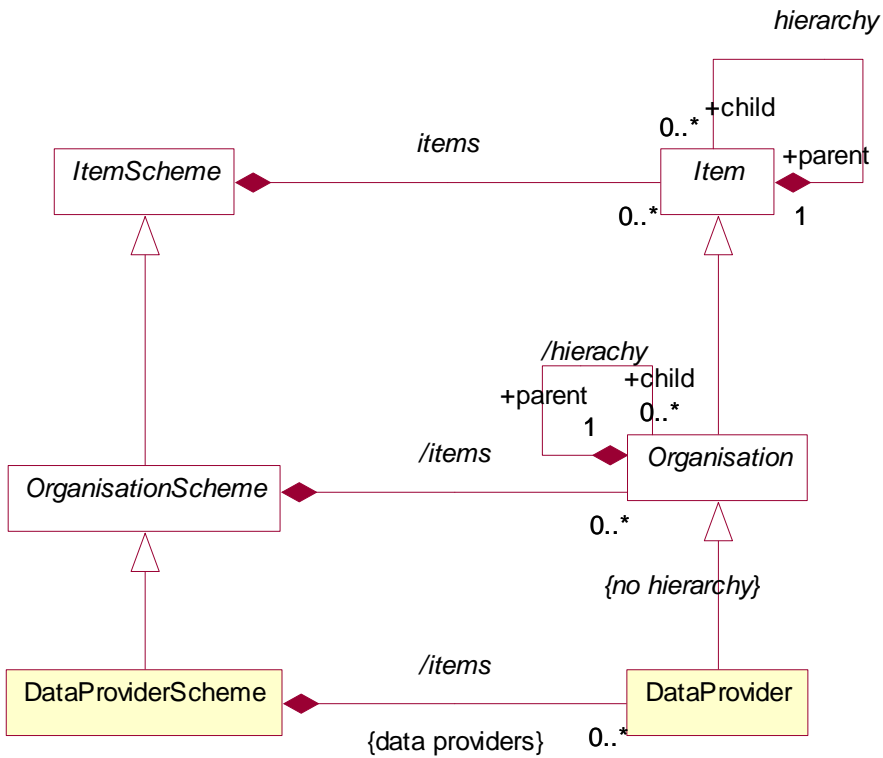 hierarchy
+child
0..*
items
+parent
ItemScheme
Item
0..*
1
/hierachy
+child
+parent
0..*
1
/items
Organisation
OrganisationScheme
0..*
{no hierarchy}
/items
DataProviderScheme
DataProvider
{data providers}
0..*